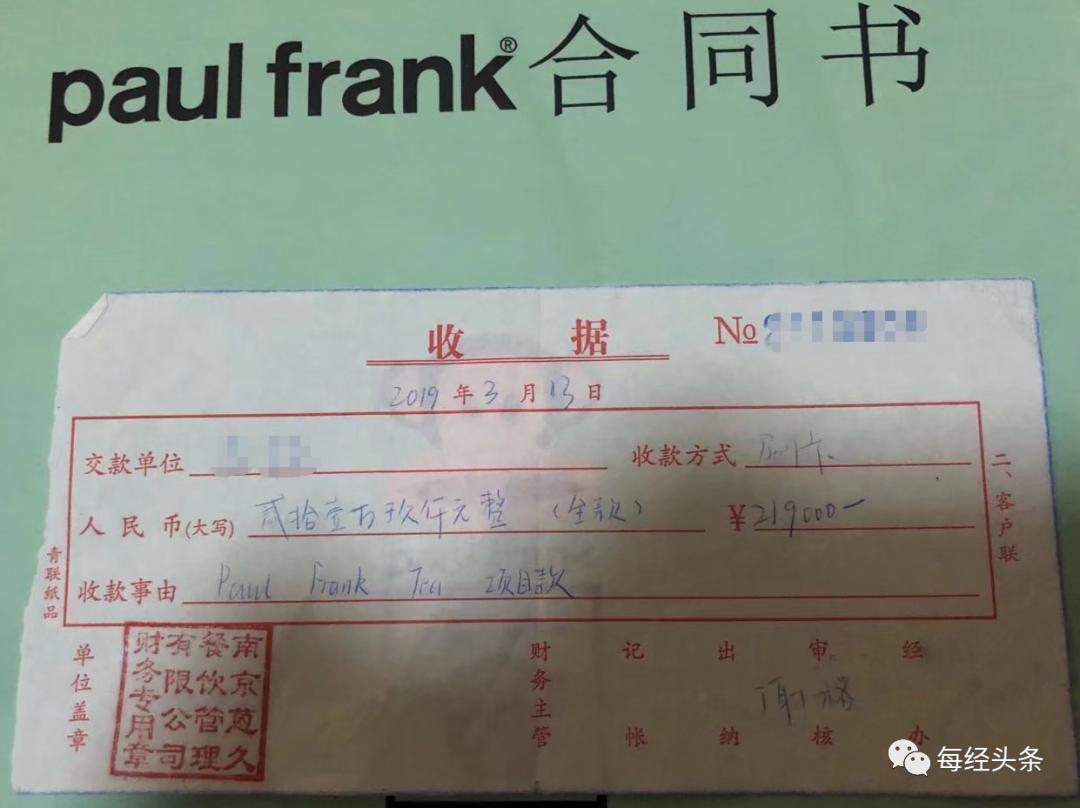 paul frank® 合同书
收 据 №
2019 年 3 月 13 日
交款单位 收款方式 刷卡
人民币(大写) 贰拾壹万玖仟元整 (全款) ¥219000-
收款事由 Paul Frank Tea 项目款
青联纸品
二、客户联
单位盖章
南京慈久
餐饮管理
有限公司
财务专用章
财务主管 记帐 出纳 审核 经办
每经头条